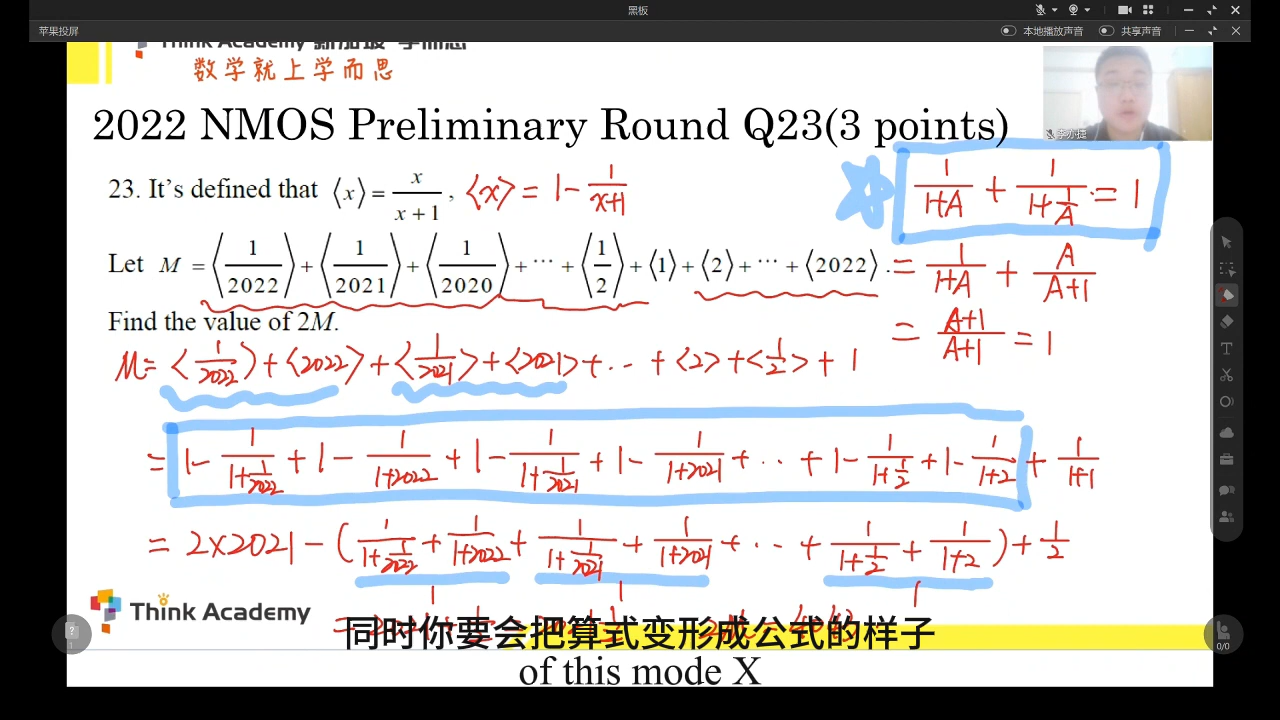 黑板
苹果投屏
本地播放声音
共享声音
Think Academy 新加坡 学而思
数学就上学而思
李亦捷
2022 NMOS Preliminary Round Q23(3 points)
23. It's defined that ⟨x⟩ = x/(x+1), ⟨x⟩ = 1 - 1/(x+1)
Let M = ⟨1/2022⟩ + ⟨1/2021⟩ + ⟨1/2020⟩ + ··· + ⟨1/2⟩ + ⟨1⟩ + ⟨2⟩ + ··· + ⟨2022⟩.
Find the value of 2M.
1/(1+A) + 1/(1+1/A) = 1
= 1/(1+A) + A/(A+1)
= (A+1)/(A+1) = 1
M = ⟨1/2022⟩ + ⟨2022⟩ + ⟨1/2021⟩ + ⟨2021⟩ + ··· + ⟨2⟩ + ⟨1/2⟩ + 1
= 1 - 1/(1+1/2022) + 1 - 1/(1+2022) + 1 - 1/(1+1/2021) + 1 - 1/(1+2021) + ··· + 1 - 1/(1+1/2) + 1 - 1/(1+2) + 1/(1+1)
= 2×2021 - (1/(1+1/2022) + 1/(1+2022) + 1/(1+1/2021) + 1/(1+2021) + ··· + 1/(1+1/2) + 1/(1+2)) + 1/2
1 1 1
Think Academy
同时你要会把算式变形成公式的样子
of this mode X
0/0